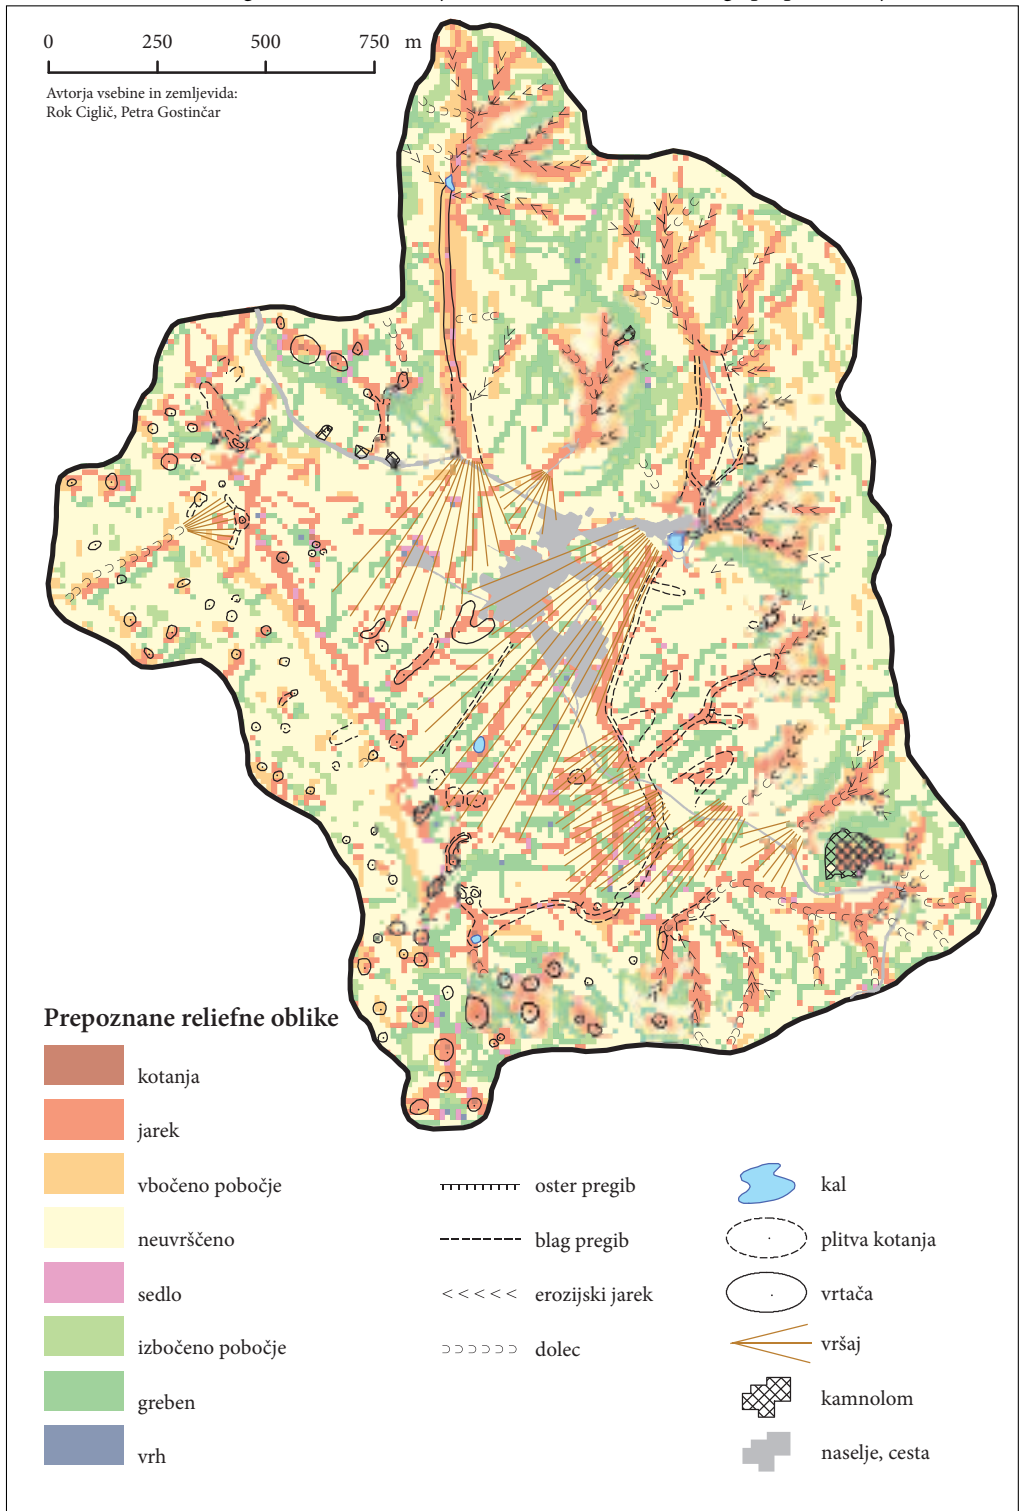 0 250 500 750 m
Avtorja vsebine in zemljevida:
Rok Ciglič, Petra Gostinčar
Prepoznane reliefne oblike
kotanja
jarek
vbočeno pobočje
neuvrščeno
sedlo
izbočeno pobočje
greben
vrh
oster pregib
blag pregib
erozijski jarek
dolec
kal
plitva kotanja
vrtača
vršaj
kamnolom
naselje, cesta